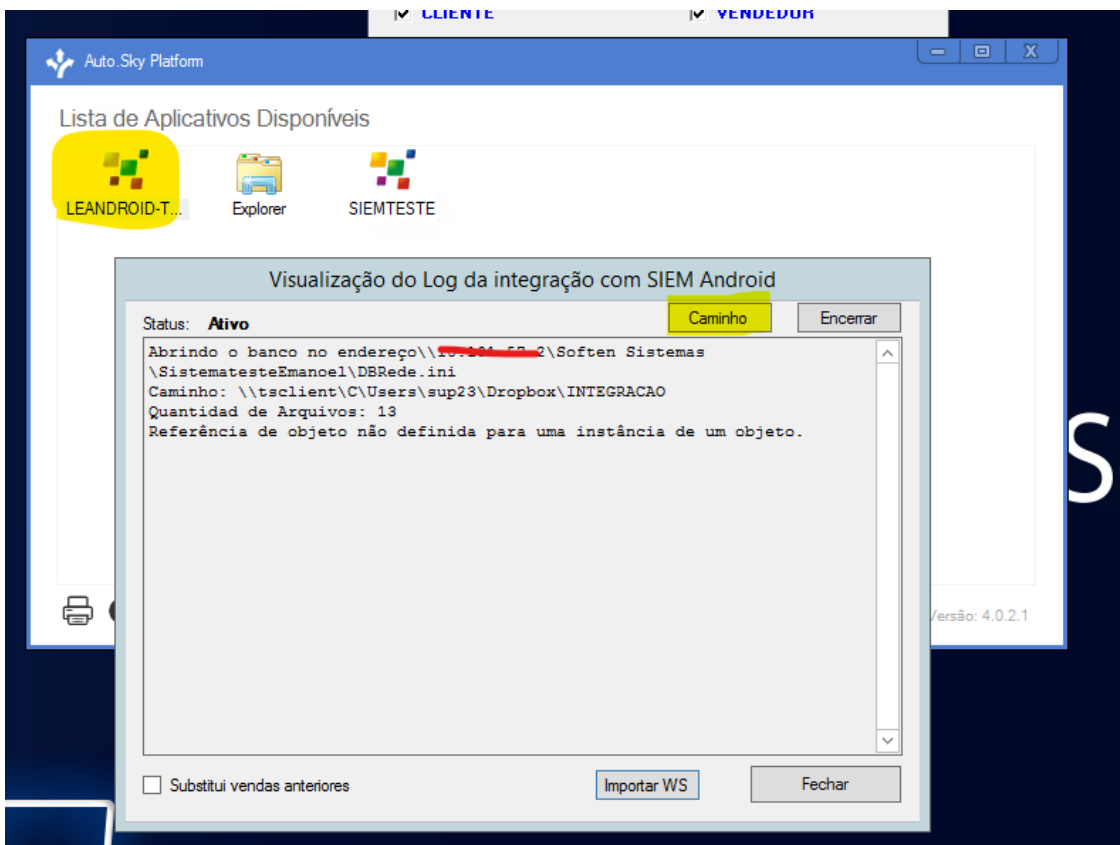 CLIENTE VENDEDOR
Auto.Sky Platform
Lista de Aplicativos Disponíveis
LEANDROID-T... Explorer SIEMTESTE
Visualização do Log da integração com SIEM Android
Status: Ativo Caminho Encerrar
Abrindo o banco no endereço\\ 2\Soften Sistemas
\SistematesteEmanoel\DBRede.ini
Caminho: \\tsclient\C\Users\sup23\Dropbox\INTEGRACAO
Quantidad de Arquivos: 13
Referência de objeto não definida para uma instância de um objeto.
S
Versão: 4.0.2.1
Substitui vendas anteriores Importar WS Fechar